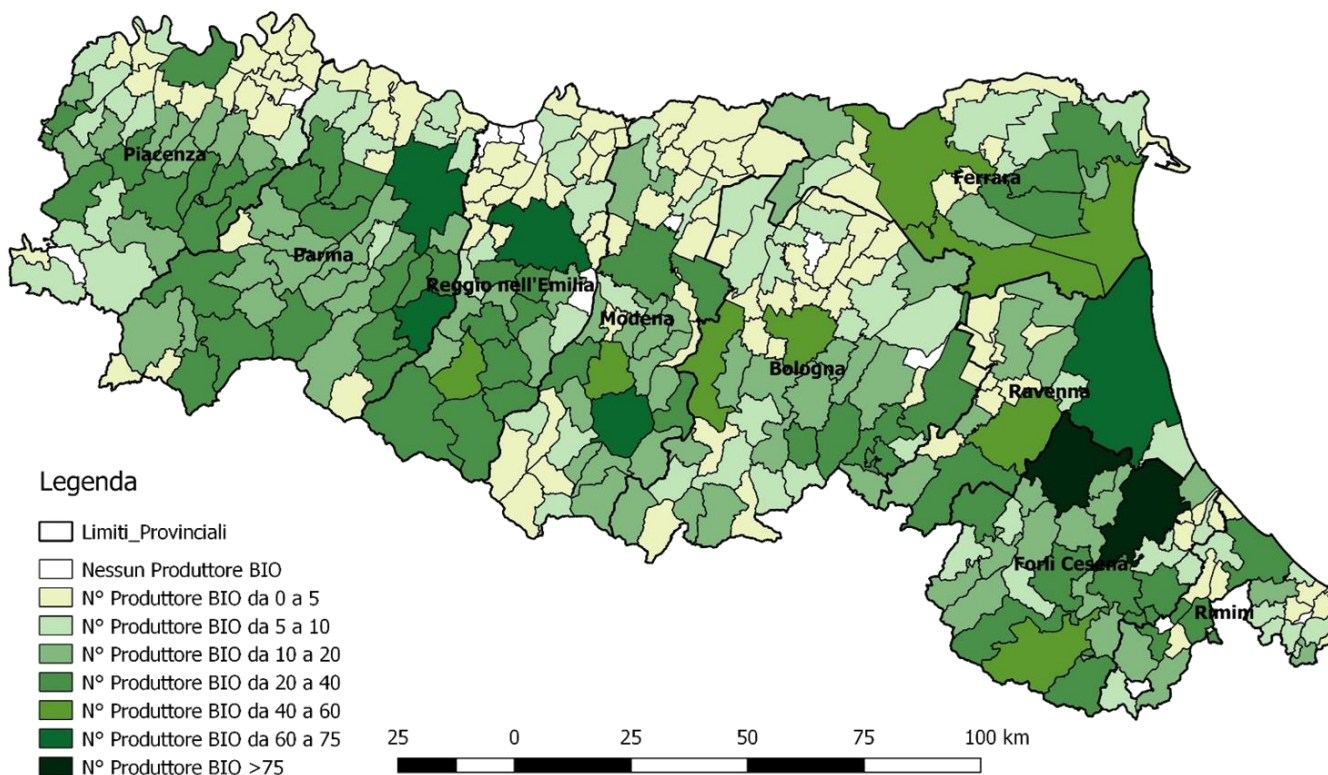 Piacenza
Ferrara
Parma
Reggio nell'Emilia
Modena
Bologna
Ravenna
Forlì Cesena
Rimini
Legenda
Limiti_Provinciali
Nessun Produttore BIO
N° Produttore BIO da 0 a 5
N° Produttore BIO da 5 a 10
N° Produttore BIO da 10 a 20
N° Produttore BIO da 20 a 40
N° Produttore BIO da 40 a 60
N° Produttore BIO da 60 a 75
N° Produttore BIO >75
25 0 25 50 75 100 km